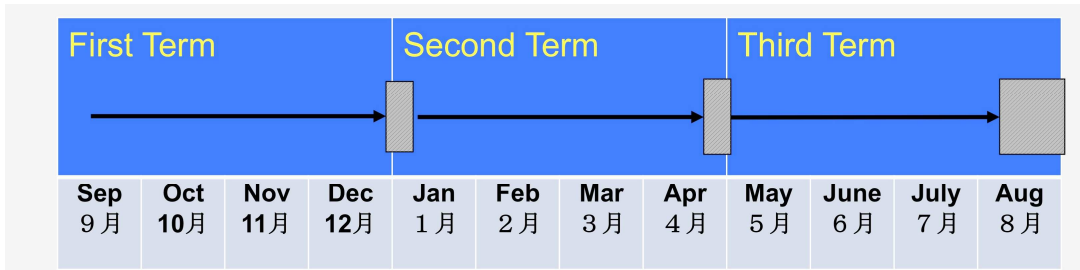 First Term Second Term Third Term
Sep Oct Nov Dec Jan Feb Mar Apr May June July Aug
9月 10月 11月 12月 1月 2月 3月 4月 5月 6月 7月 8月